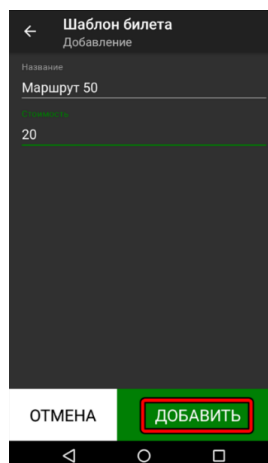 Шаблон билета
Добавление
Название
Маршрут 50
Стоимость
20
ОТМЕНА
ДОБАВИТЬ